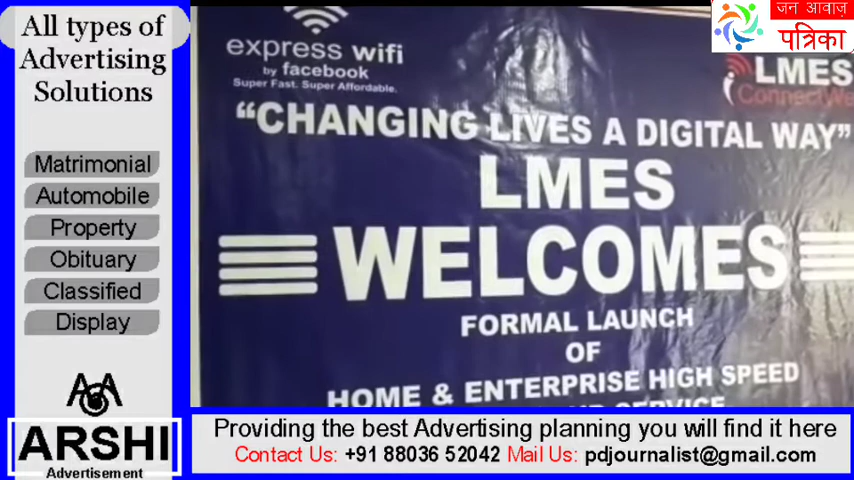 All types of
Advertising
Solutions
Matrimonial
Automobile
Property
Obituary
Classified
Display
ARSHI
Advertisement
express wifi
by facebook
Super Fast. Super Affordable.
जन आवाज़
पत्रिका
LMES
iConnectWe
"CHANGING LIVES A DIGITAL WAY"
LMES
WELCOMES
FORMAL LAUNCH
OF
HOME & ENTERPRISE HIGH SPEED
SERVICE
Providing the best Advertising planning you will find it here
Contact Us: +91 88036 52042 Mail Us: pdjournalist@gmail.com